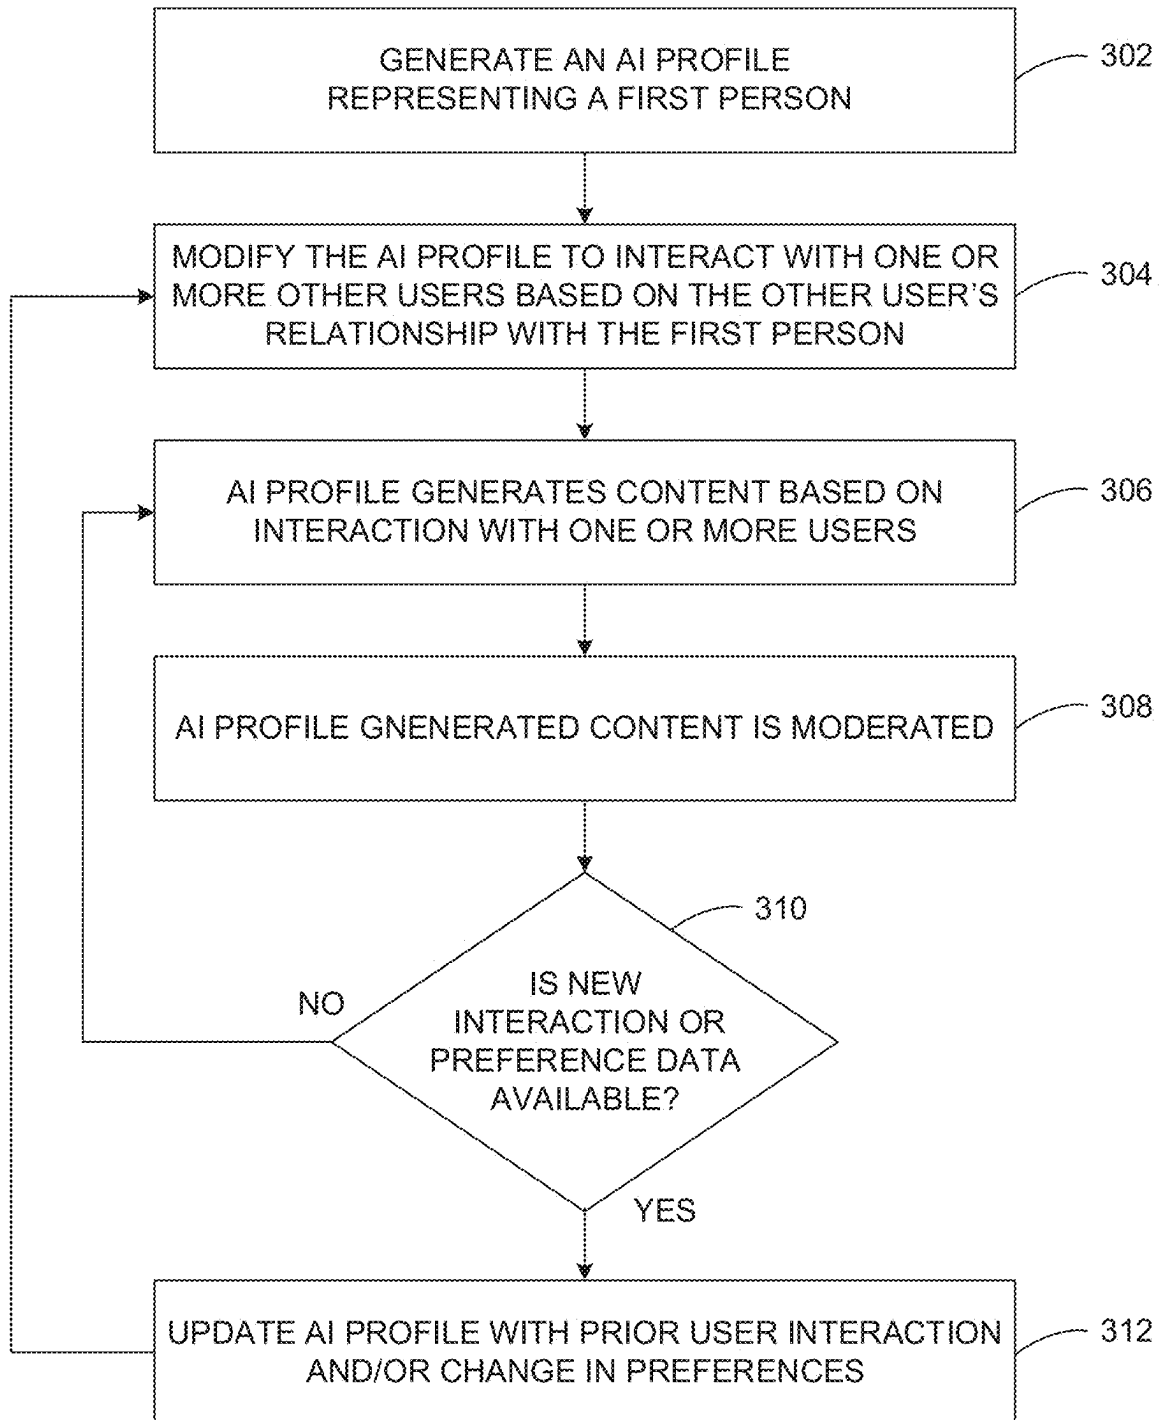 GENERATE AN AI PROFILE
REPRESENTING A FIRST PERSON
302
MODIFY THE AI PROFILE TO INTERACT WITH ONE OR
MORE OTHER USERS BASED ON THE OTHER USER'S
RELATIONSHIP WITH THE FIRST PERSON
304
AI PROFILE GENERATES CONTENT BASED ON
INTERACTION WITH ONE OR MORE USERS
306
AI PROFILE GNENERATED CONTENT IS MODERATED
308
310
IS NEW
INTERACTION OR
PREFERENCE DATA
AVAILABLE?
NO
YES
UPDATE AI PROFILE WITH PRIOR USER INTERACTION
AND/OR CHANGE IN PREFERENCES
312